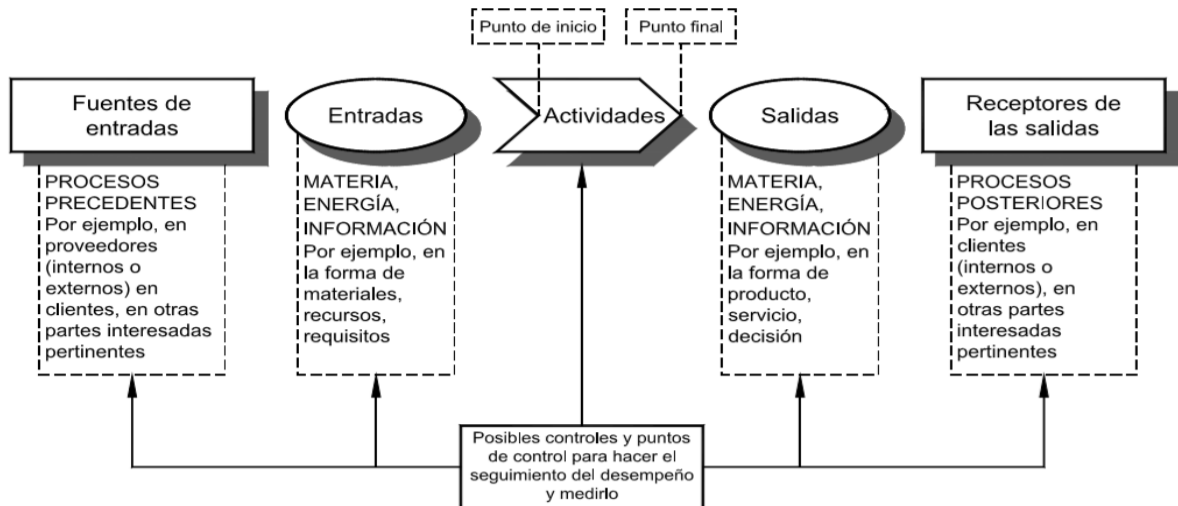 Punto de inicio
Punto final
Fuentes de
entradas
Entradas
Actividades
Salidas
Receptores de
las salidas
PROCESOS
PRECEDENTES
Por ejemplo, en
proveedores
(internos o
externos) en
clientes, en otras
partes interesadas
pertinentes
MATERIA,
ENERGÍA,
INFORMACIÓN
Por ejemplo, en
la forma de
materiales,
recursos,
requisitos
MATERIA,
ENERGÍA,
INFORMACIÓN
Por ejemplo, en
la forma de
producto,
servicio,
decisión
PROCESOS
POSTERIORES
Por ejemplo, en
clientes
(internos o
externos), en
otras partes
interesadas
pertinentes
Posibles controles y puntos
de control para hacer el
seguimiento del desempeño
y medirlo